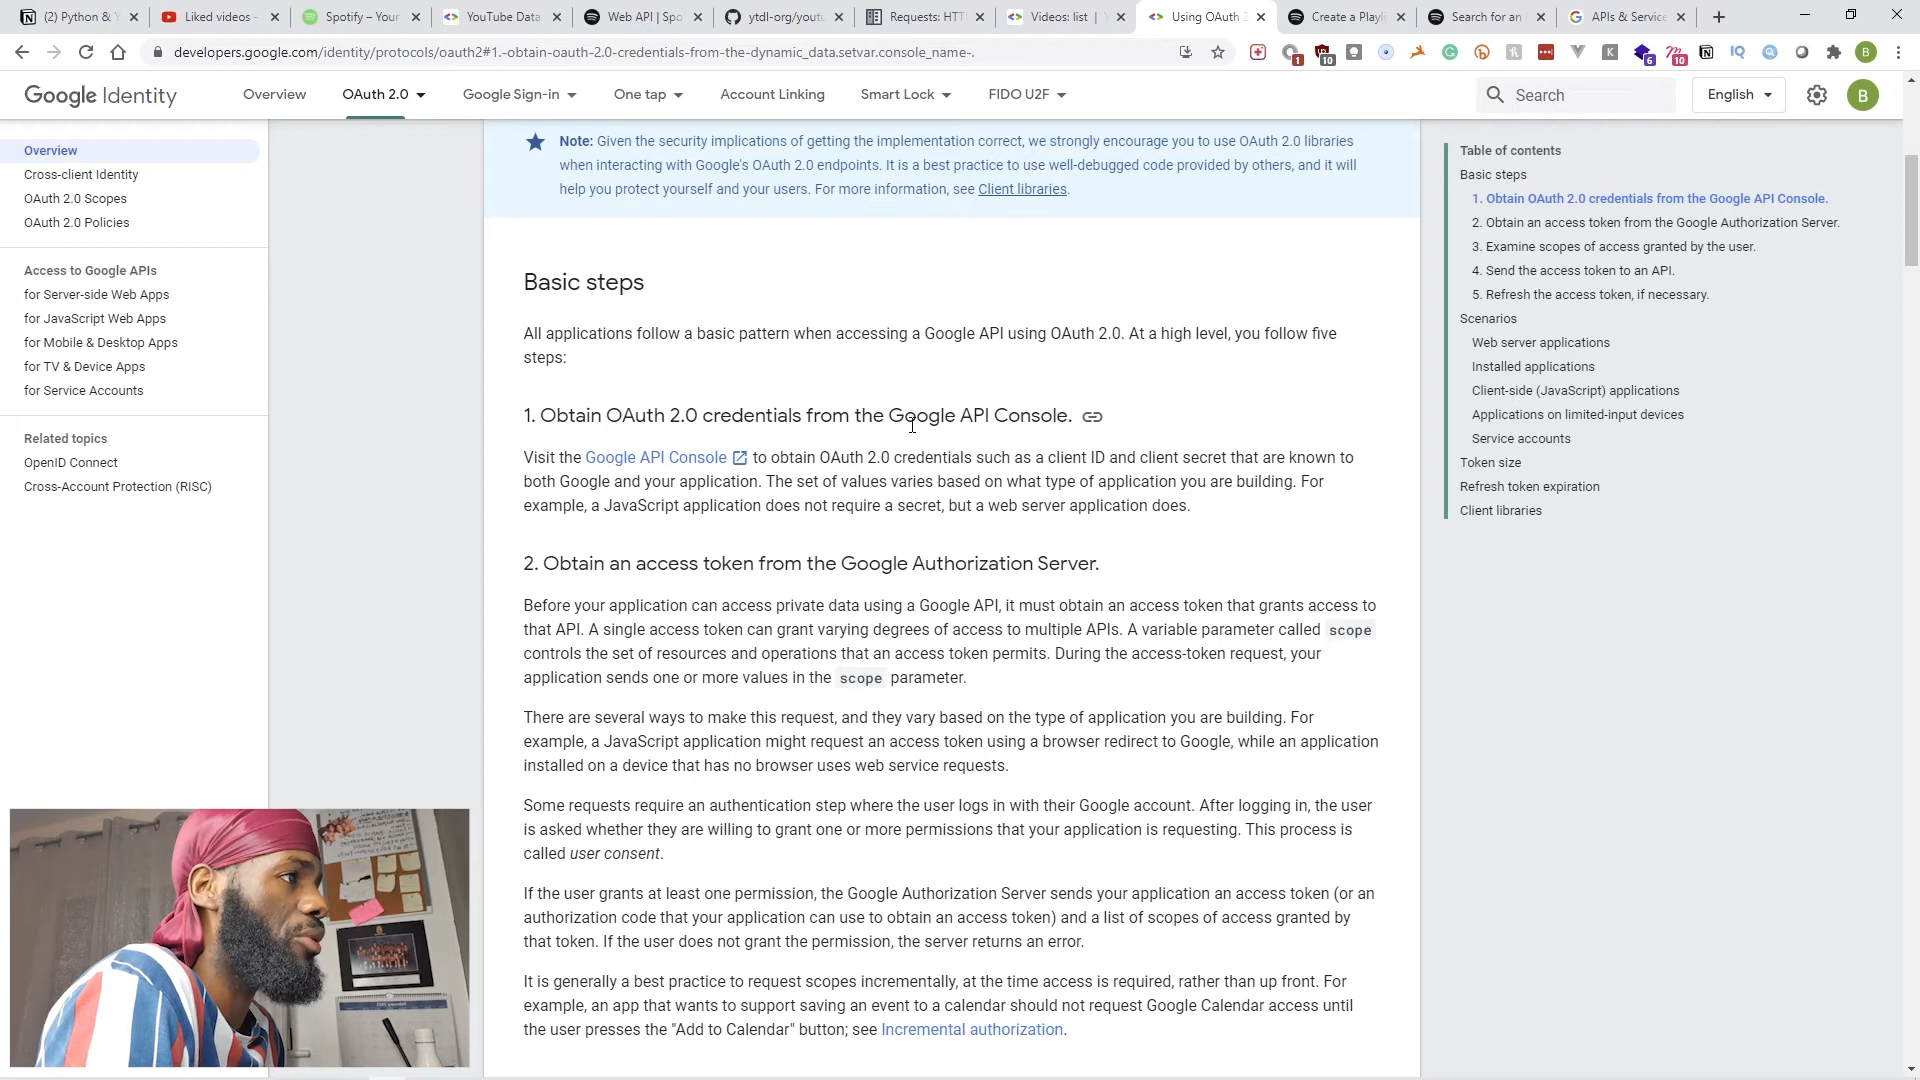 (2) Python & Y
Liked videos -
Spotify – Your
YouTube Data
Web API | Spo
ytdl-org/youtu
Requests: HTT
Videos: list | Y
Using OAuth 2
Create a Playli
Search for an
APIs & Service
developers.google.com/identity/protocols/oauth2#1.-obtain-oauth-2.0-credentials-from-the-dynamic_data.setvar.console_name-.
Google Identity
Overview
OAuth 2.0
Google Sign-in
One tap
Account Linking
Smart Lock
FIDO U2F
Search
English
B
Overview
Cross-client Identity
OAuth 2.0 Scopes
OAuth 2.0 Policies
Access to Google APIs
for Server-side Web Apps
for JavaScript Web Apps
for Mobile & Desktop Apps
for TV & Device Apps
for Service Accounts
Related topics
OpenID Connect
Cross-Account Protection (RISC)
Note: Given the security implications of getting the implementation correct, we strongly encourage you to use OAuth 2.0 libraries
when interacting with Google's OAuth 2.0 endpoints. It is a best practice to use well-debugged code provided by others, and it will
help you protect yourself and your users. For more information, see Client libraries.
Basic steps
All applications follow a basic pattern when accessing a Google API using OAuth 2.0. At a high level, you follow five
steps:
1. Obtain OAuth 2.0 credentials from the Google API Console.
Visit the Google API Console to obtain OAuth 2.0 credentials such as a client ID and client secret that are known to
both Google and your application. The set of values varies based on what type of application you are building. For
example, a JavaScript application does not require a secret, but a web server application does.
2. Obtain an access token from the Google Authorization Server.
Before your application can access private data using a Google API, it must obtain an access token that grants access to
that API. A single access token can grant varying degrees of access to multiple APIs. A variable parameter called scope
controls the set of resources and operations that an access token permits. During the access-token request, your
application sends one or more values in the scope parameter.
There are several ways to make this request, and they vary based on the type of application you are building. For
example, a JavaScript application might request an access token using a browser redirect to Google, while an application
installed on a device that has no browser uses web service requests.
Some requests require an authentication step where the user logs in with their Google account. After logging in, the user
is asked whether they are willing to grant one or more permissions that your application is requesting. This process is
called user consent.
If the user grants at least one permission, the Google Authorization Server sends your application an access token (or an
authorization code that your application can use to obtain an access token) and a list of scopes of access granted by
that token. If the user does not grant the permission, the server returns an error.
It is generally a best practice to request scopes incrementally, at the time access is required, rather than up front. For
example, an app that wants to support saving an event to a calendar should not request Google Calendar access until
the user presses the "Add to Calendar" button; see Incremental authorization.
Table of contents
Basic steps
1. Obtain OAuth 2.0 credentials from the Google API Console.
2. Obtain an access token from the Google Authorization Server.
3. Examine scopes of access granted by the user.
4. Send the access token to an API.
5. Refresh the access token, if necessary.
Scenarios
Web server applications
Installed applications
Client-side (JavaScript) applications
Applications on limited-input devices
Service accounts
Token size
Refresh token expiration
Client libraries